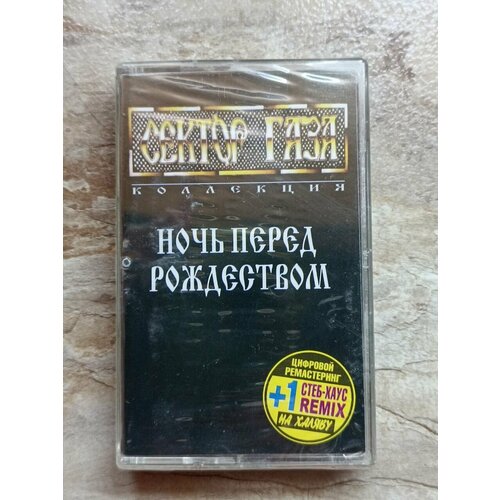 СЕКТОР ГАЗА
КОЛЛЕКЦИЯ
НОЧЬ ПЕРЕД
РОЖДЕСТВОМ
ЦИФРОВОЙ
РЕМАСТЕРИНГ
+1 СТЕБ-ХАУС
REMIX
НА ХАЛЯВУ